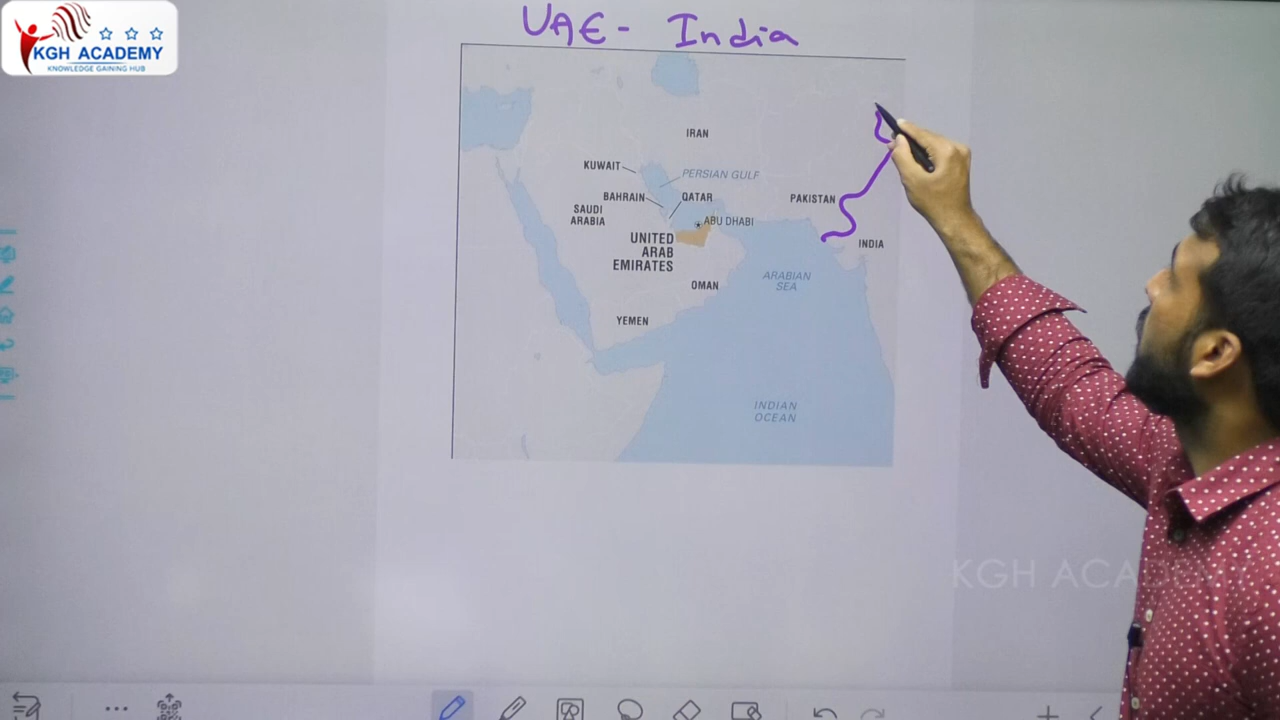 KGH ACADEMY
KNOWLEDGE GAINING HUB
UAE - India
IRAN
KUWAIT
PERSIAN GULF
BAHRAIN
QATAR
PAKISTAN
SAUDI
ARABIA
ABU DHABI
UNITED
ARAB
EMIRATES
INDIA
ARABIAN
SEA
OMAN
YEMEN
INDIAN
OCEAN
KGH ACADEMY